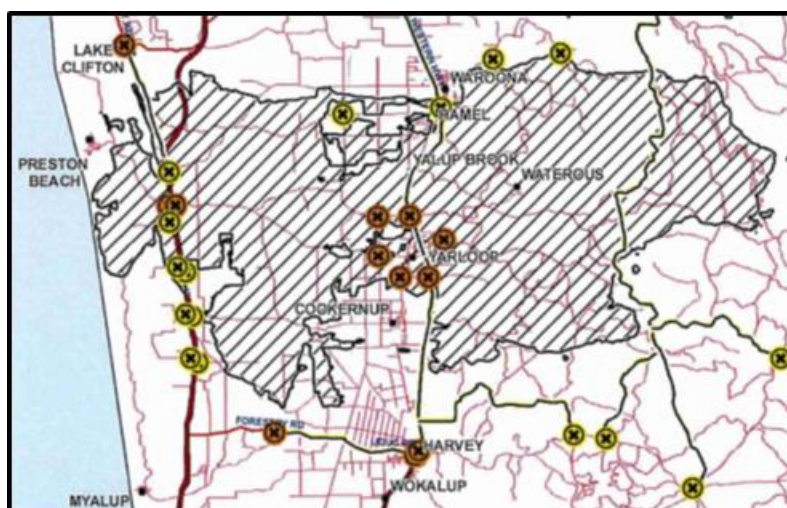 LAKE
CLIFTON
WAROONA
HAMEL
PRESTON
BEACH
YALUP BROOK
WATEROUS
YARLOOP
COOKERNUP
FORESTRY RD
HARVEY
MYALUP
WOKALUP